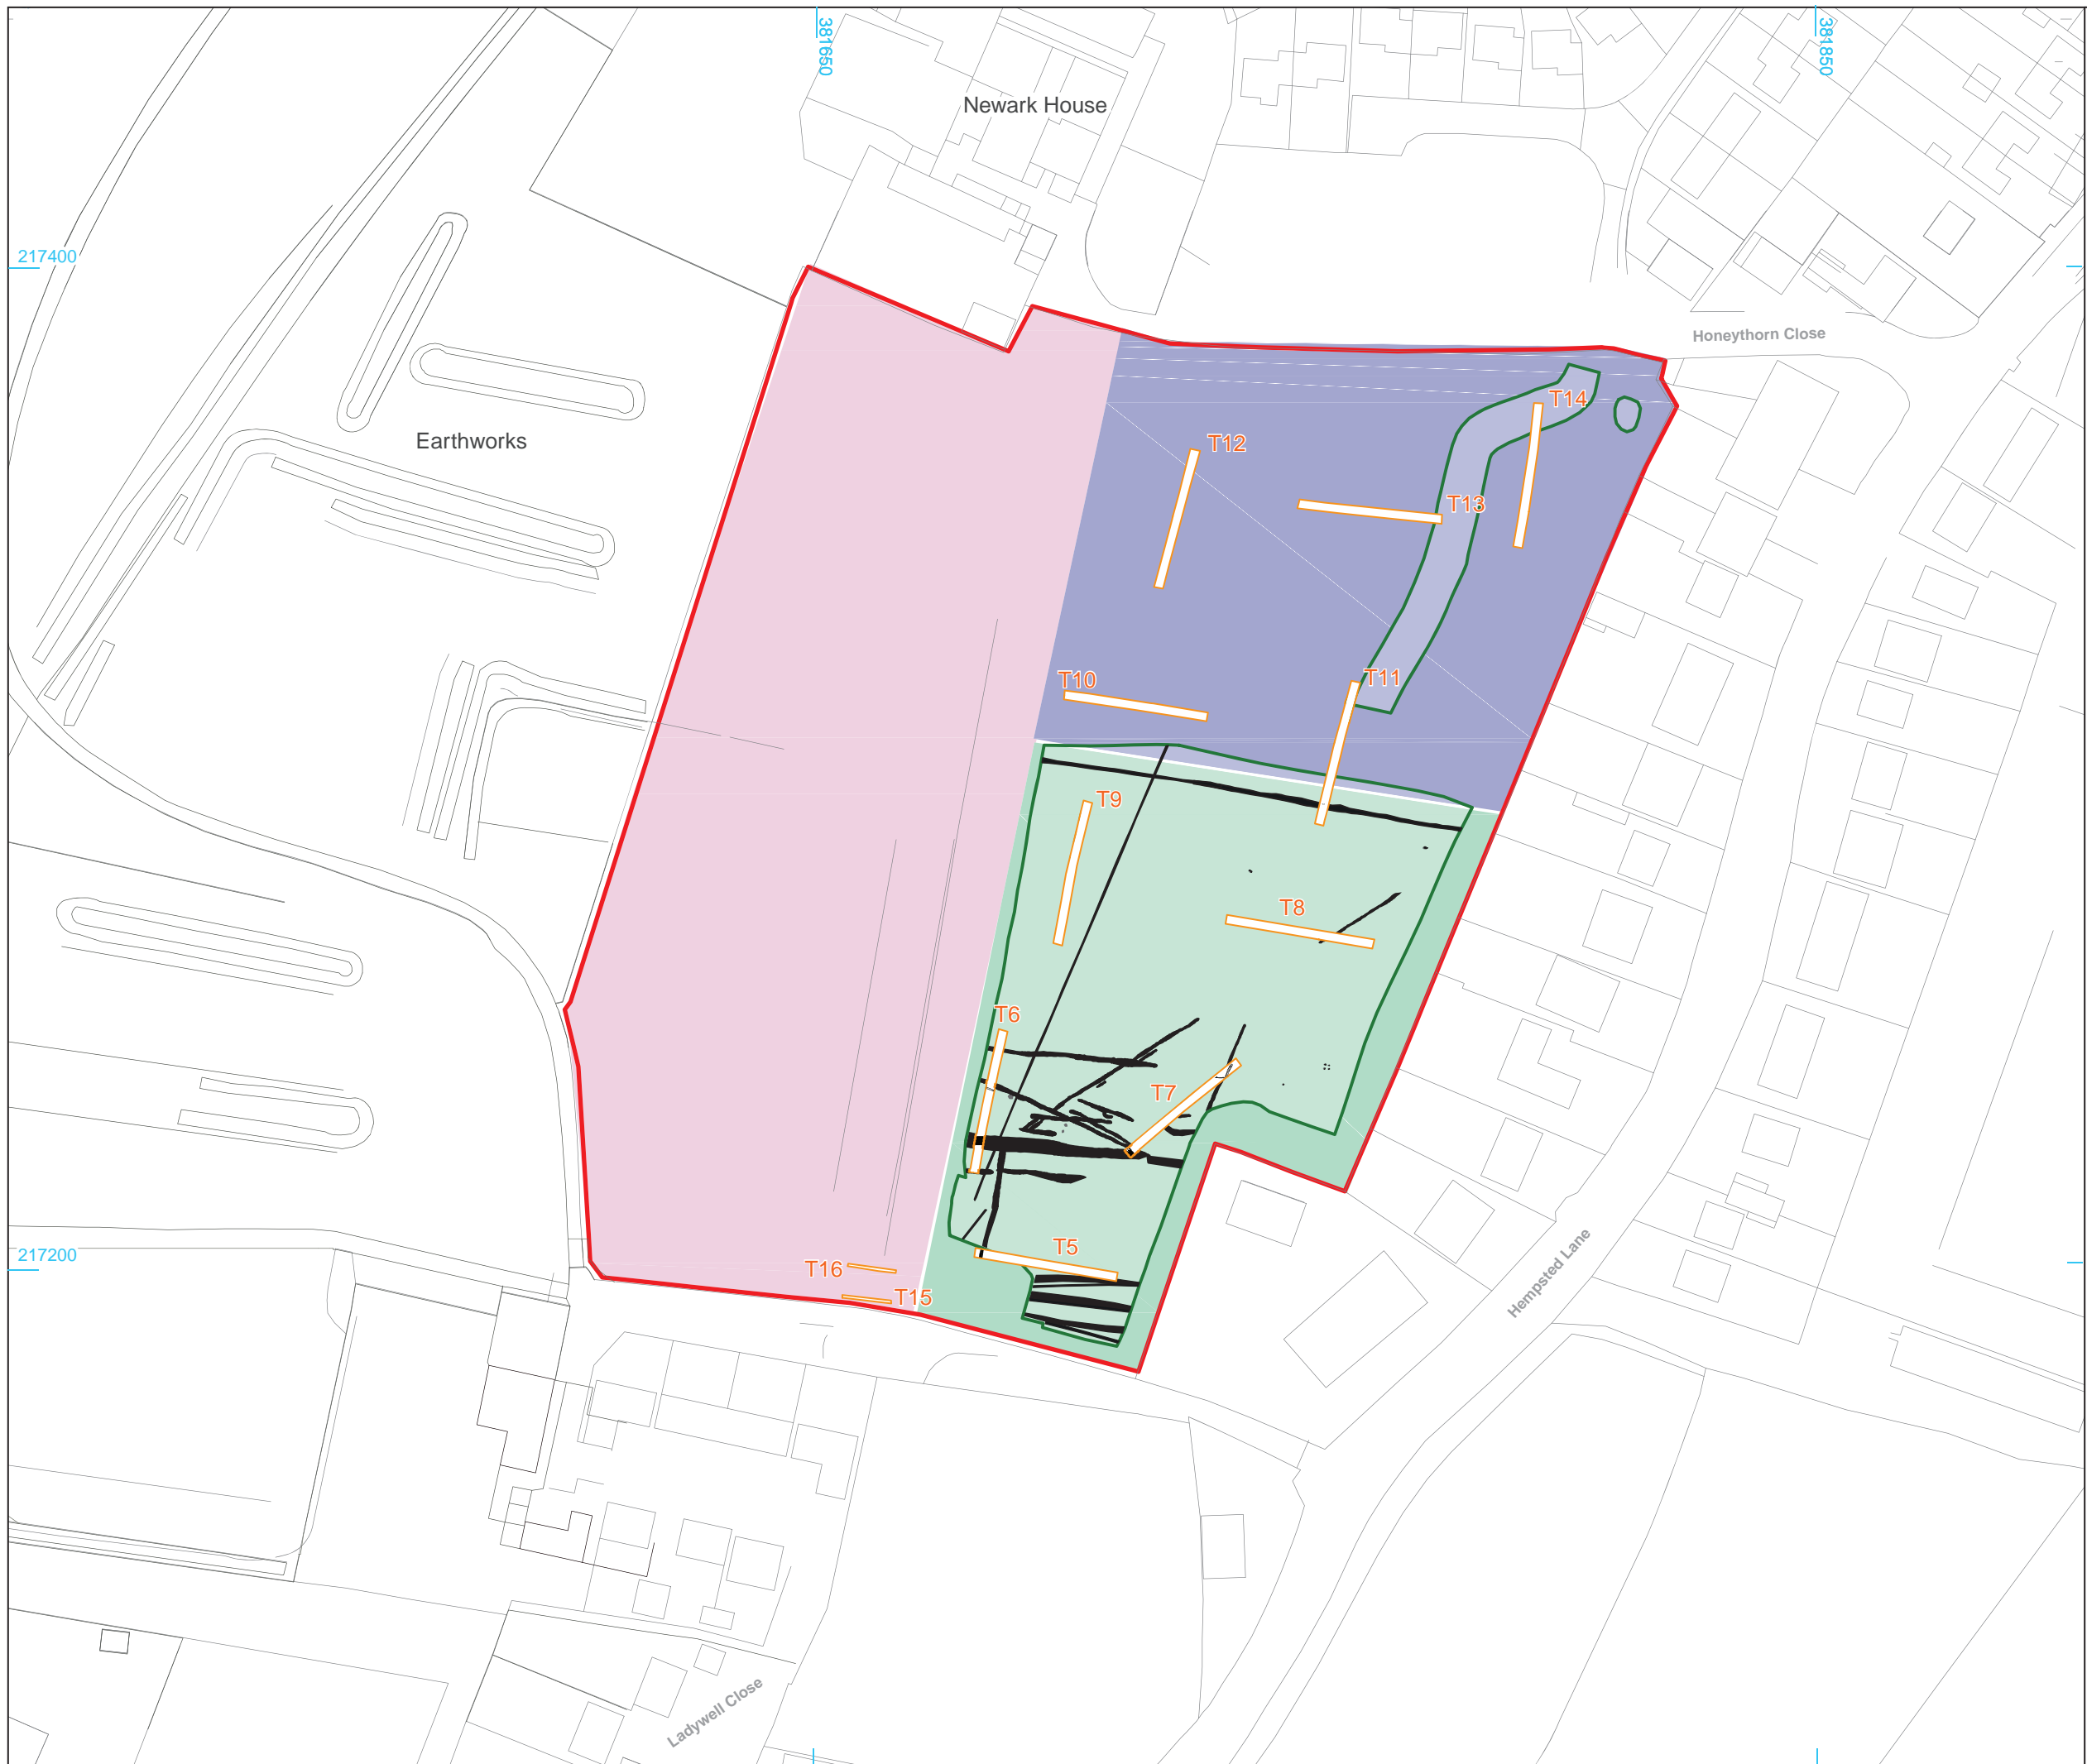 381650
381850
Newark House
217400
Honeythorn Close
T14
Earthworks
T12
T13
T10
T11
T9
T8
T6
T7
T5
217200
T16
T15
Hempsted Lane
Ladywell Close